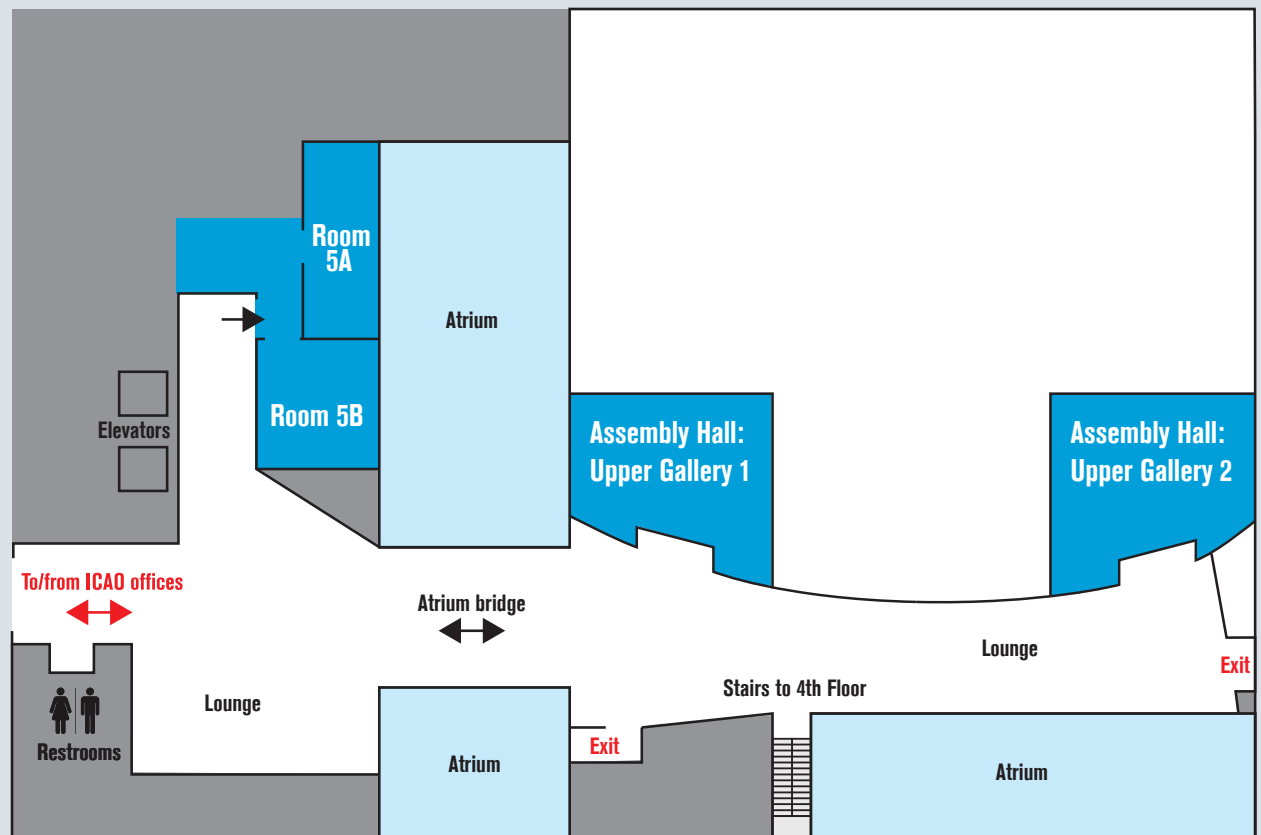 Room
5A
Atrium
Room 5B
Elevators
Assembly Hall:
Upper Gallery 1
Assembly Hall:
Upper Gallery 2
To/from ICAO offices
Atrium bridge
Lounge
Exit
Stairs to 4th Floor
Lounge
Restrooms
Exit
Atrium
Atrium